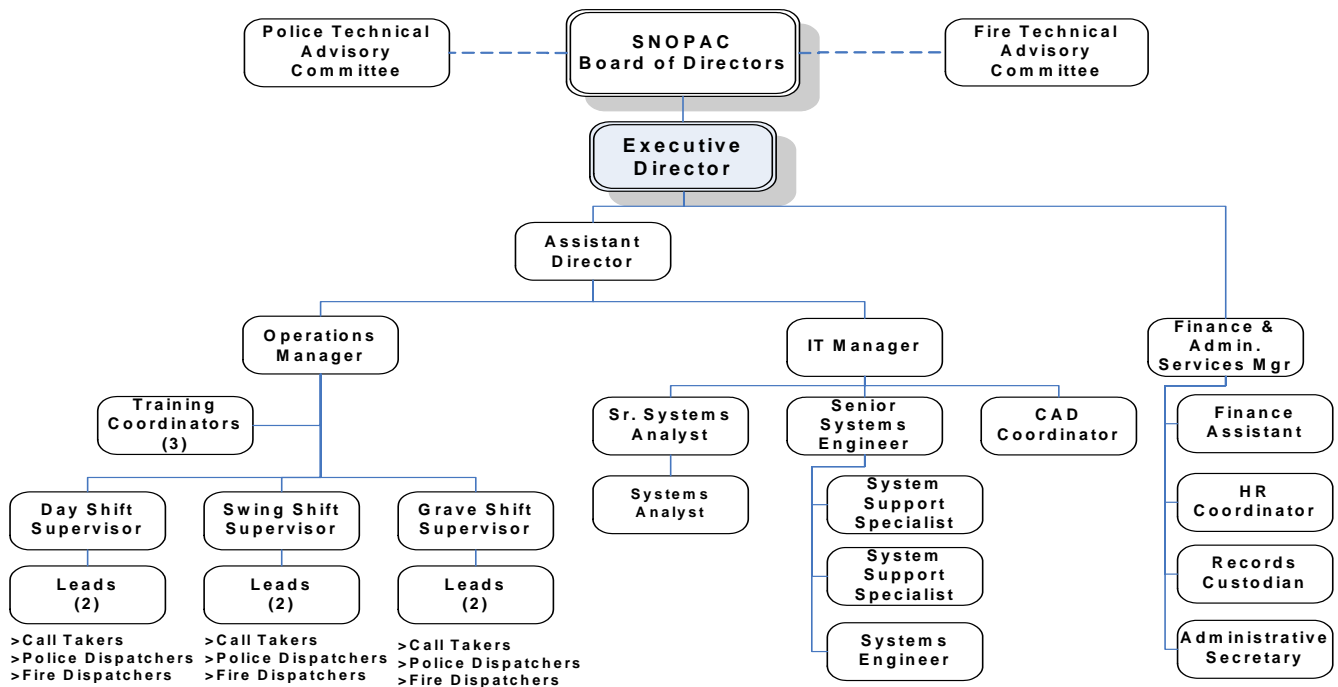 Police Technical
Advisory
Committee
SNOPAC
Board of Directors
Fire Technical
Advisory
Committee
Executive
Director
Assistant
Director
Operations
Manager
IT Manager
Finance &
Admin.
Services Mgr
Training
Coordinators
(3)
Sr. Systems
Analyst
Senior
Systems
Engineer
CAD
Coordinator
Finance
Assistant
Day Shift
Supervisor
Swing Shift
Supervisor
Grave Shift
Supervisor
Systems
Analyst
System
Support
Specialist
HR
Coordinator
Leads
(2)
Leads
(2)
Leads
(2)
System
Support
Specialist
Records
Custodian
>Call Takers
>Police Dispatchers
>Fire Dispatchers
>Call Takers
>Police Dispatchers
>Fire Dispatchers
>Call Takers
>Police Dispatchers
>Fire Dispatchers
Systems
Engineer
Administrative
Secretary